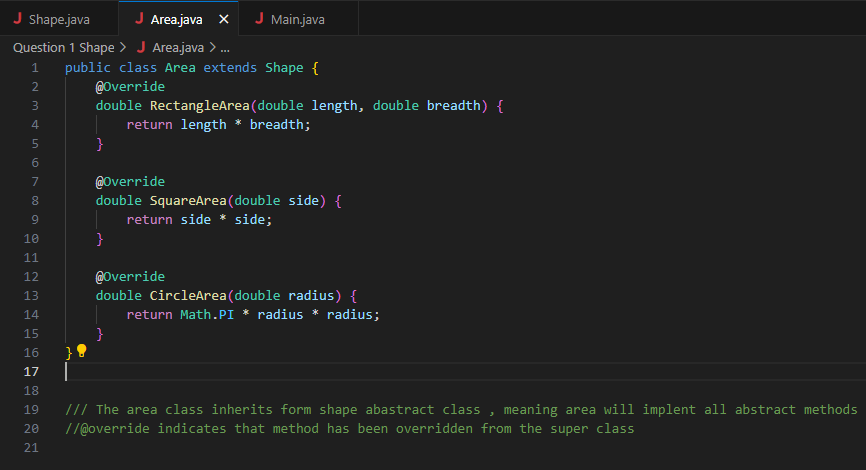 Shape.java Area.java Main.java
Question 1 Shape > Area.java > ...
1 public class Area extends Shape {
2 @Override
3 double RectangleArea(double length, double breadth) {
4 return length * breadth;
5 }
6
7 @Override
8 double SquareArea(double side) {
9 return side * side;
10 }
11
12 @Override
13 double CircleArea(double radius) {
14 return Math.PI * radius * radius;
15 }
16 }
17
18
19 /// The area class inherits form shape abastract class , meaning area will implent all abstract methods
20 //@override indicates that method has been overridden from the super class
21